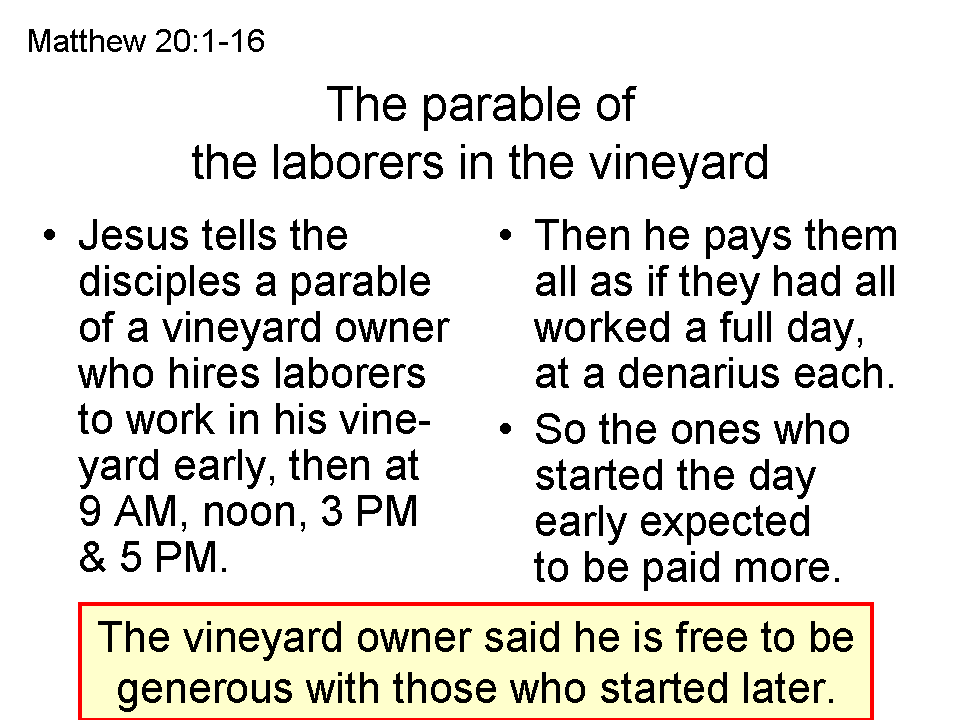 Matthew 20:1-16
The parable of
the laborers in the vineyard
• Jesus tells the
disciples a parable
of a vineyard owner
who hires laborers
to work in his vine-
yard early, then at
9 AM, noon, 3 PM
& 5 PM.
• Then he pays them
all as if they had all
worked a full day,
at a denarius each.
• So the ones who
started the day
early expected
to be paid more.
The vineyard owner said he is free to be
generous with those who started later.